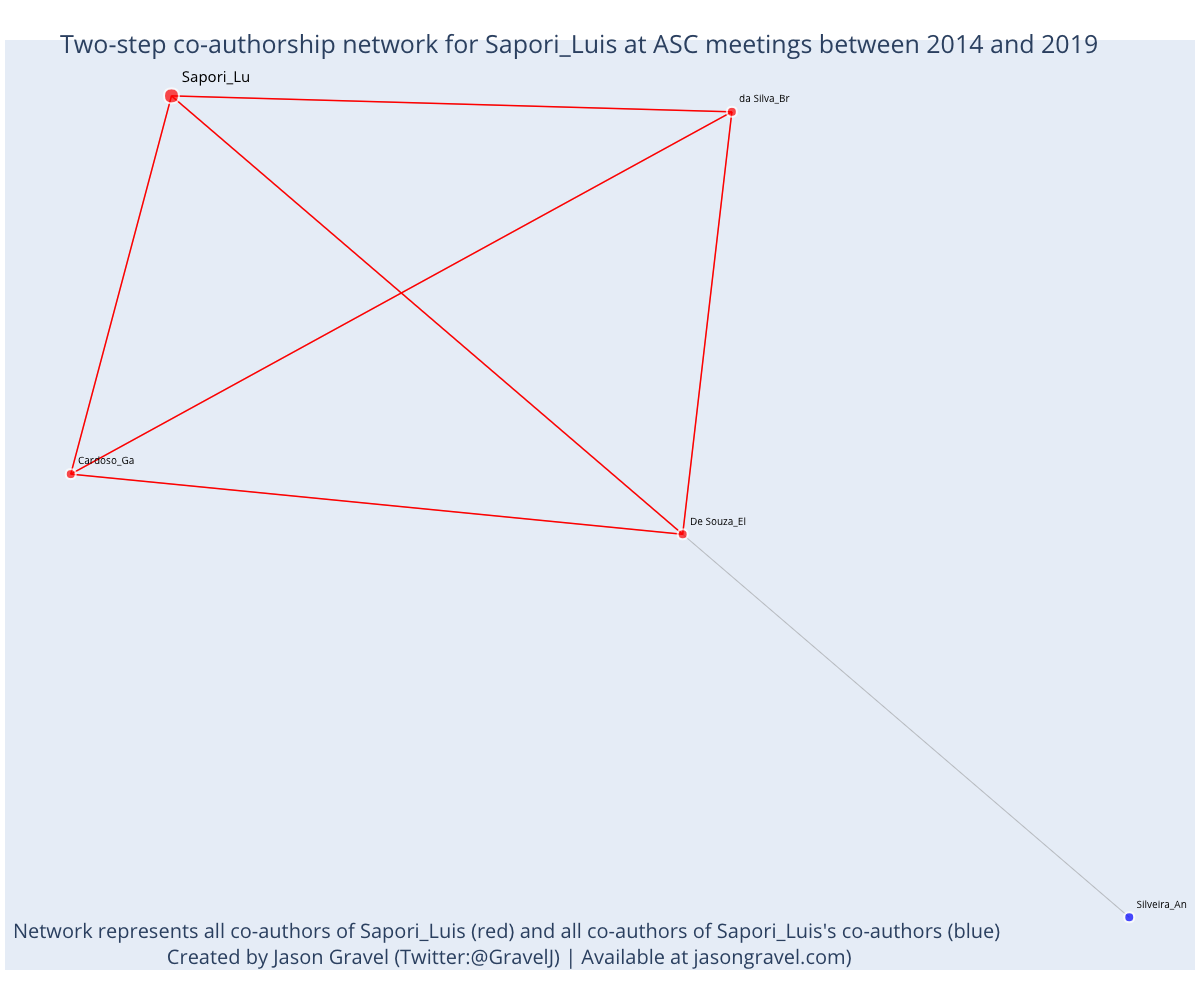 Two-step co-authorship network for Sapori_Luis at ASC meetings between 2014 and 2019
Sapori_Lu
da Silva_Br
Cardoso_Ga
De Souza_El
Silveira_An
Network represents all co-authors of Sapori_Luis (red) and all co-authors of Sapori_Luis's co-authors (blue)
Created by Jason Gravel (Twitter:@GravelJ) | Available at jasongravel.com)